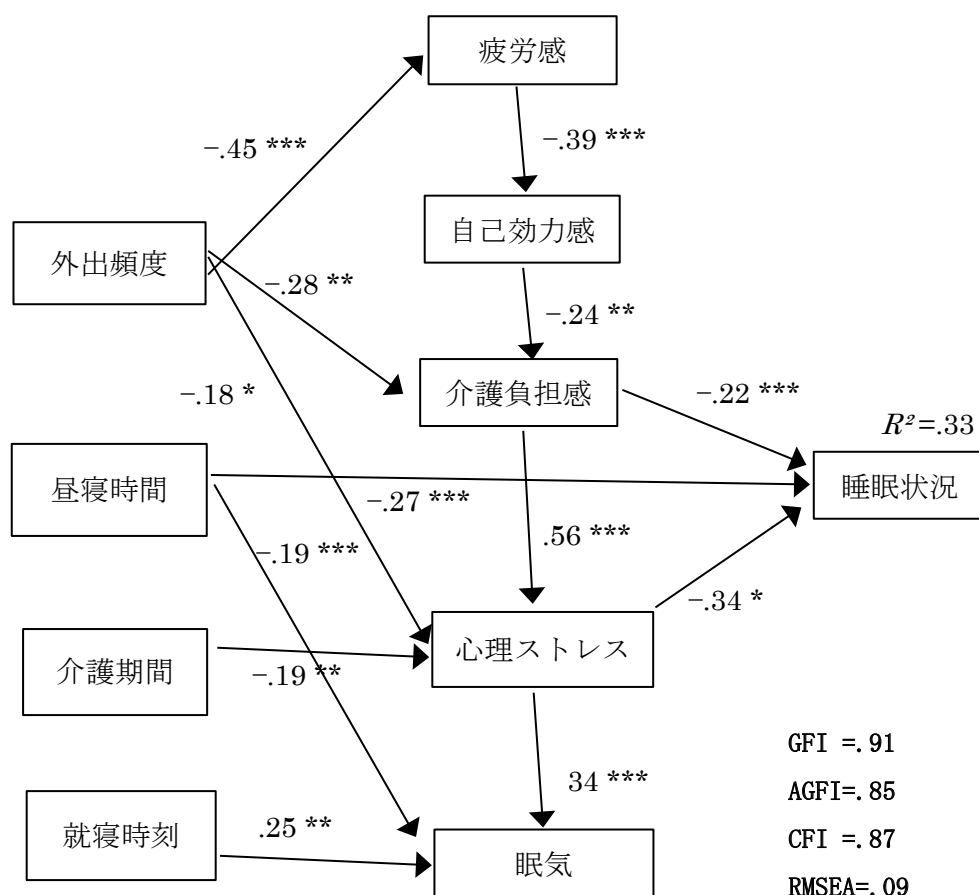 疲労感
−.45 ***
−.39 ***
自己効力感
外出頻度
−.28 **
−.24 **
介護負担感
−.18 *
−.22 ***
R²=.33
昼寝時間
−.27 ***
睡眠状況
−.19 ***
.56 ***
−.34 *
介護期間
−.19 **
心理ストレス
GFI =.91
34 ***
AGFI=.85
就寝時刻
.25 **
CFI =.87
眠気
RMSEA=.09